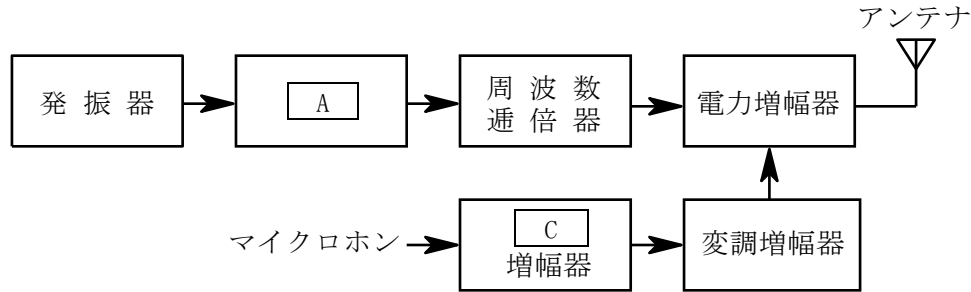 アンテナ
発振器
A
周波数
逓倍器
電力増幅器
マイクロホン
C
増幅器
変調増幅器